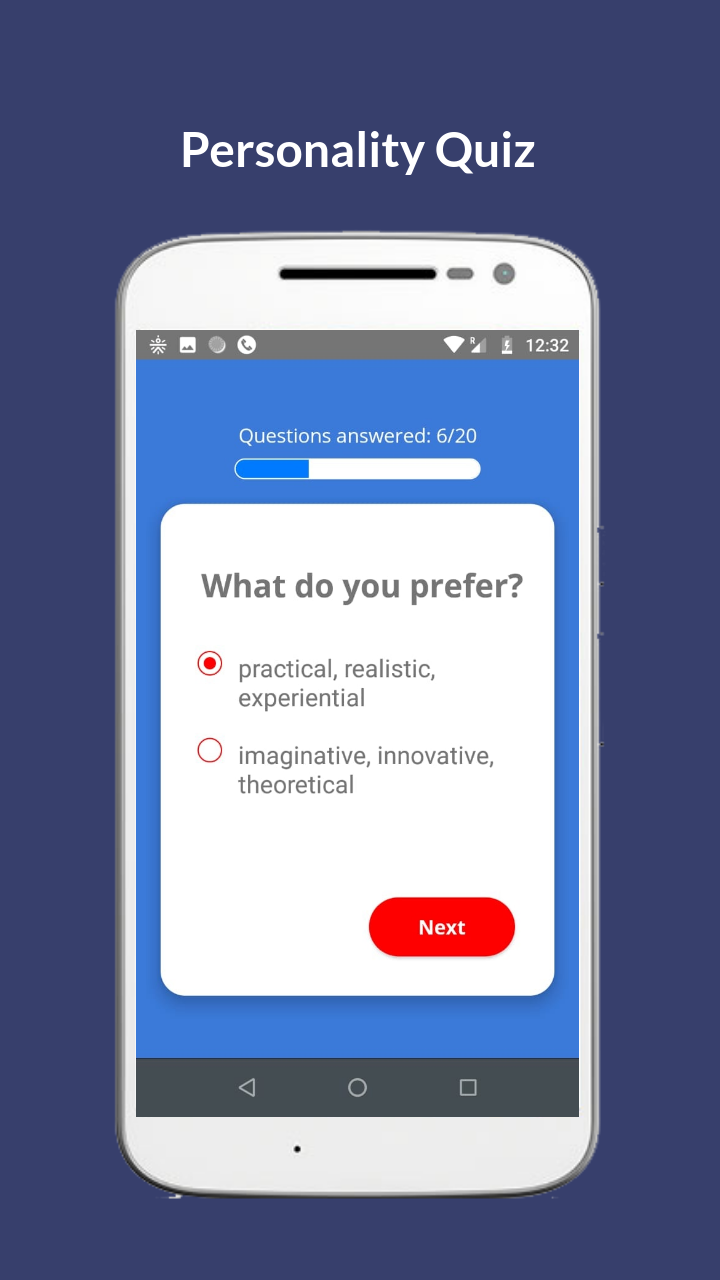 Personality Quiz
R
12:32
Questions answered: 6/20
What do you prefer?
practical, realistic,
experiential
imaginative, innovative,
theoretical
Next